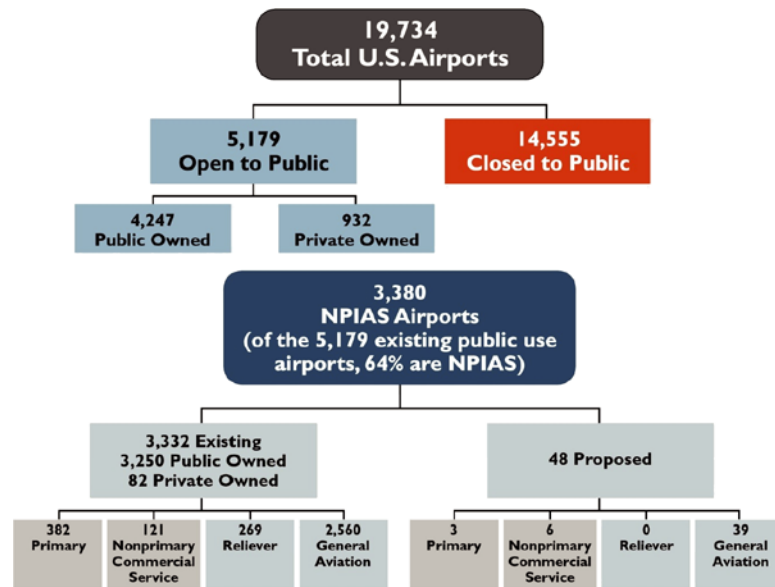 19,734
Total U.S. Airports
5,179
Open to Public
14,555
Closed to Public
4,247
Public Owned
932
Private Owned
3,380
NPIAS Airports
(of the 5,179 existing public use
airports, 64% are NPIAS)
3,332 Existing
3,250 Public Owned
82 Private Owned
48 Proposed
382
Primary
121
Nonprimary
Commercial
Service
269
Reliever
2,560
General
Aviation
3
Primary
6
Nonprimary
Commercial
Service
0
Reliever
39
General
Aviation